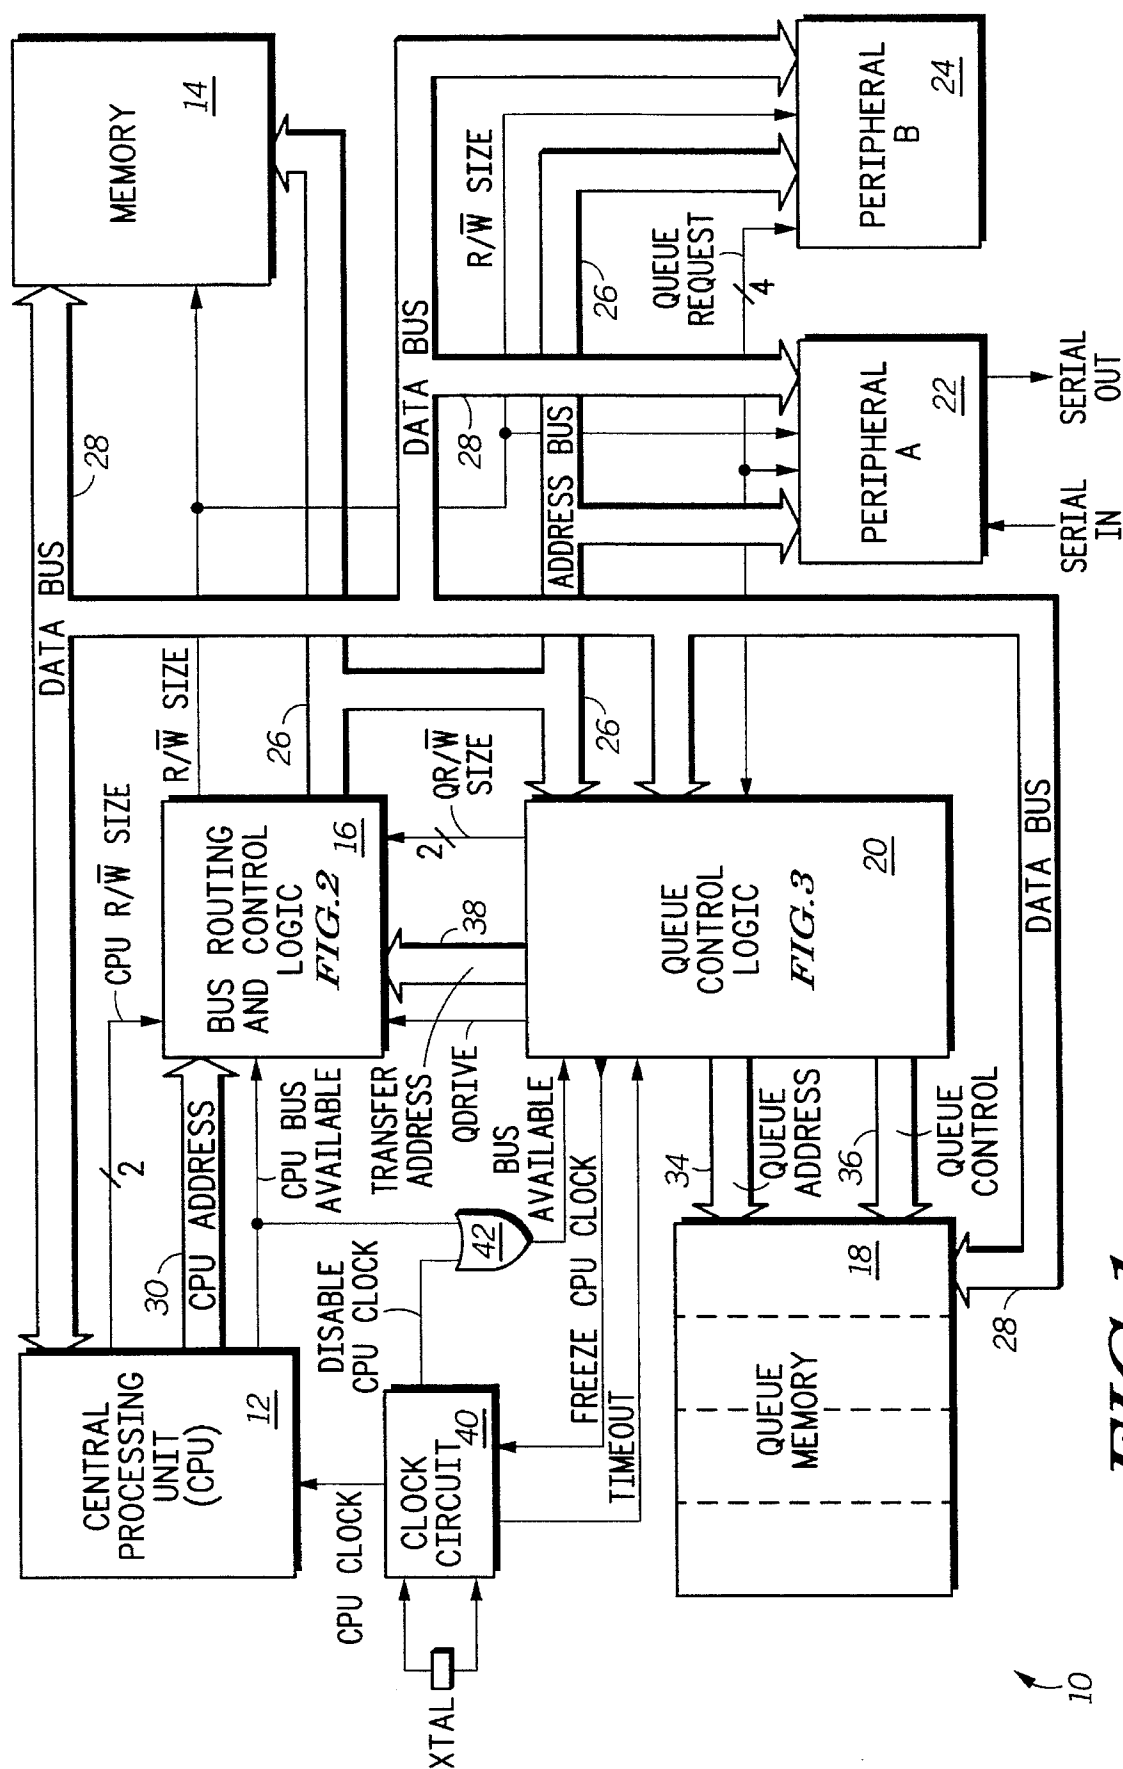 CENTRAL
PROCESSING
UNIT
(CPU)
12
DATA BUS
28
MEMORY
14
CPU R/W̅ SIZE
2
R/W̅ SIZE
30
CPU ADDRESS
BUS ROUTING
AND CONTROL
LOGIC
FIG.2
16
26
CPU BUS
AVAILABLE
CPU CLOCK
DISABLE
CPU CLOCK
TRANSFER
ADDRESS
38
2
QR/W̅
SIZE
DATA BUS
28
R/W̅ SIZE
XTAL
CLOCK
CIRCUIT
40
42
QDRIVE
BUS
AVAILABLE
ADDRESS BUS
26
26
FREEZE CPU CLOCK
TIMEOUT
QUEUE
CONTROL
LOGIC
FIG.3
20
QUEUE
REQUEST
4
34
QUEUE
ADDRESS
36
QUEUE
CONTROL
QUEUE
MEMORY
18
PERIPHERAL
A
22
PERIPHERAL
B
24
28
DATA BUS
SERIAL
IN
SERIAL
OUT
10
FIG.1